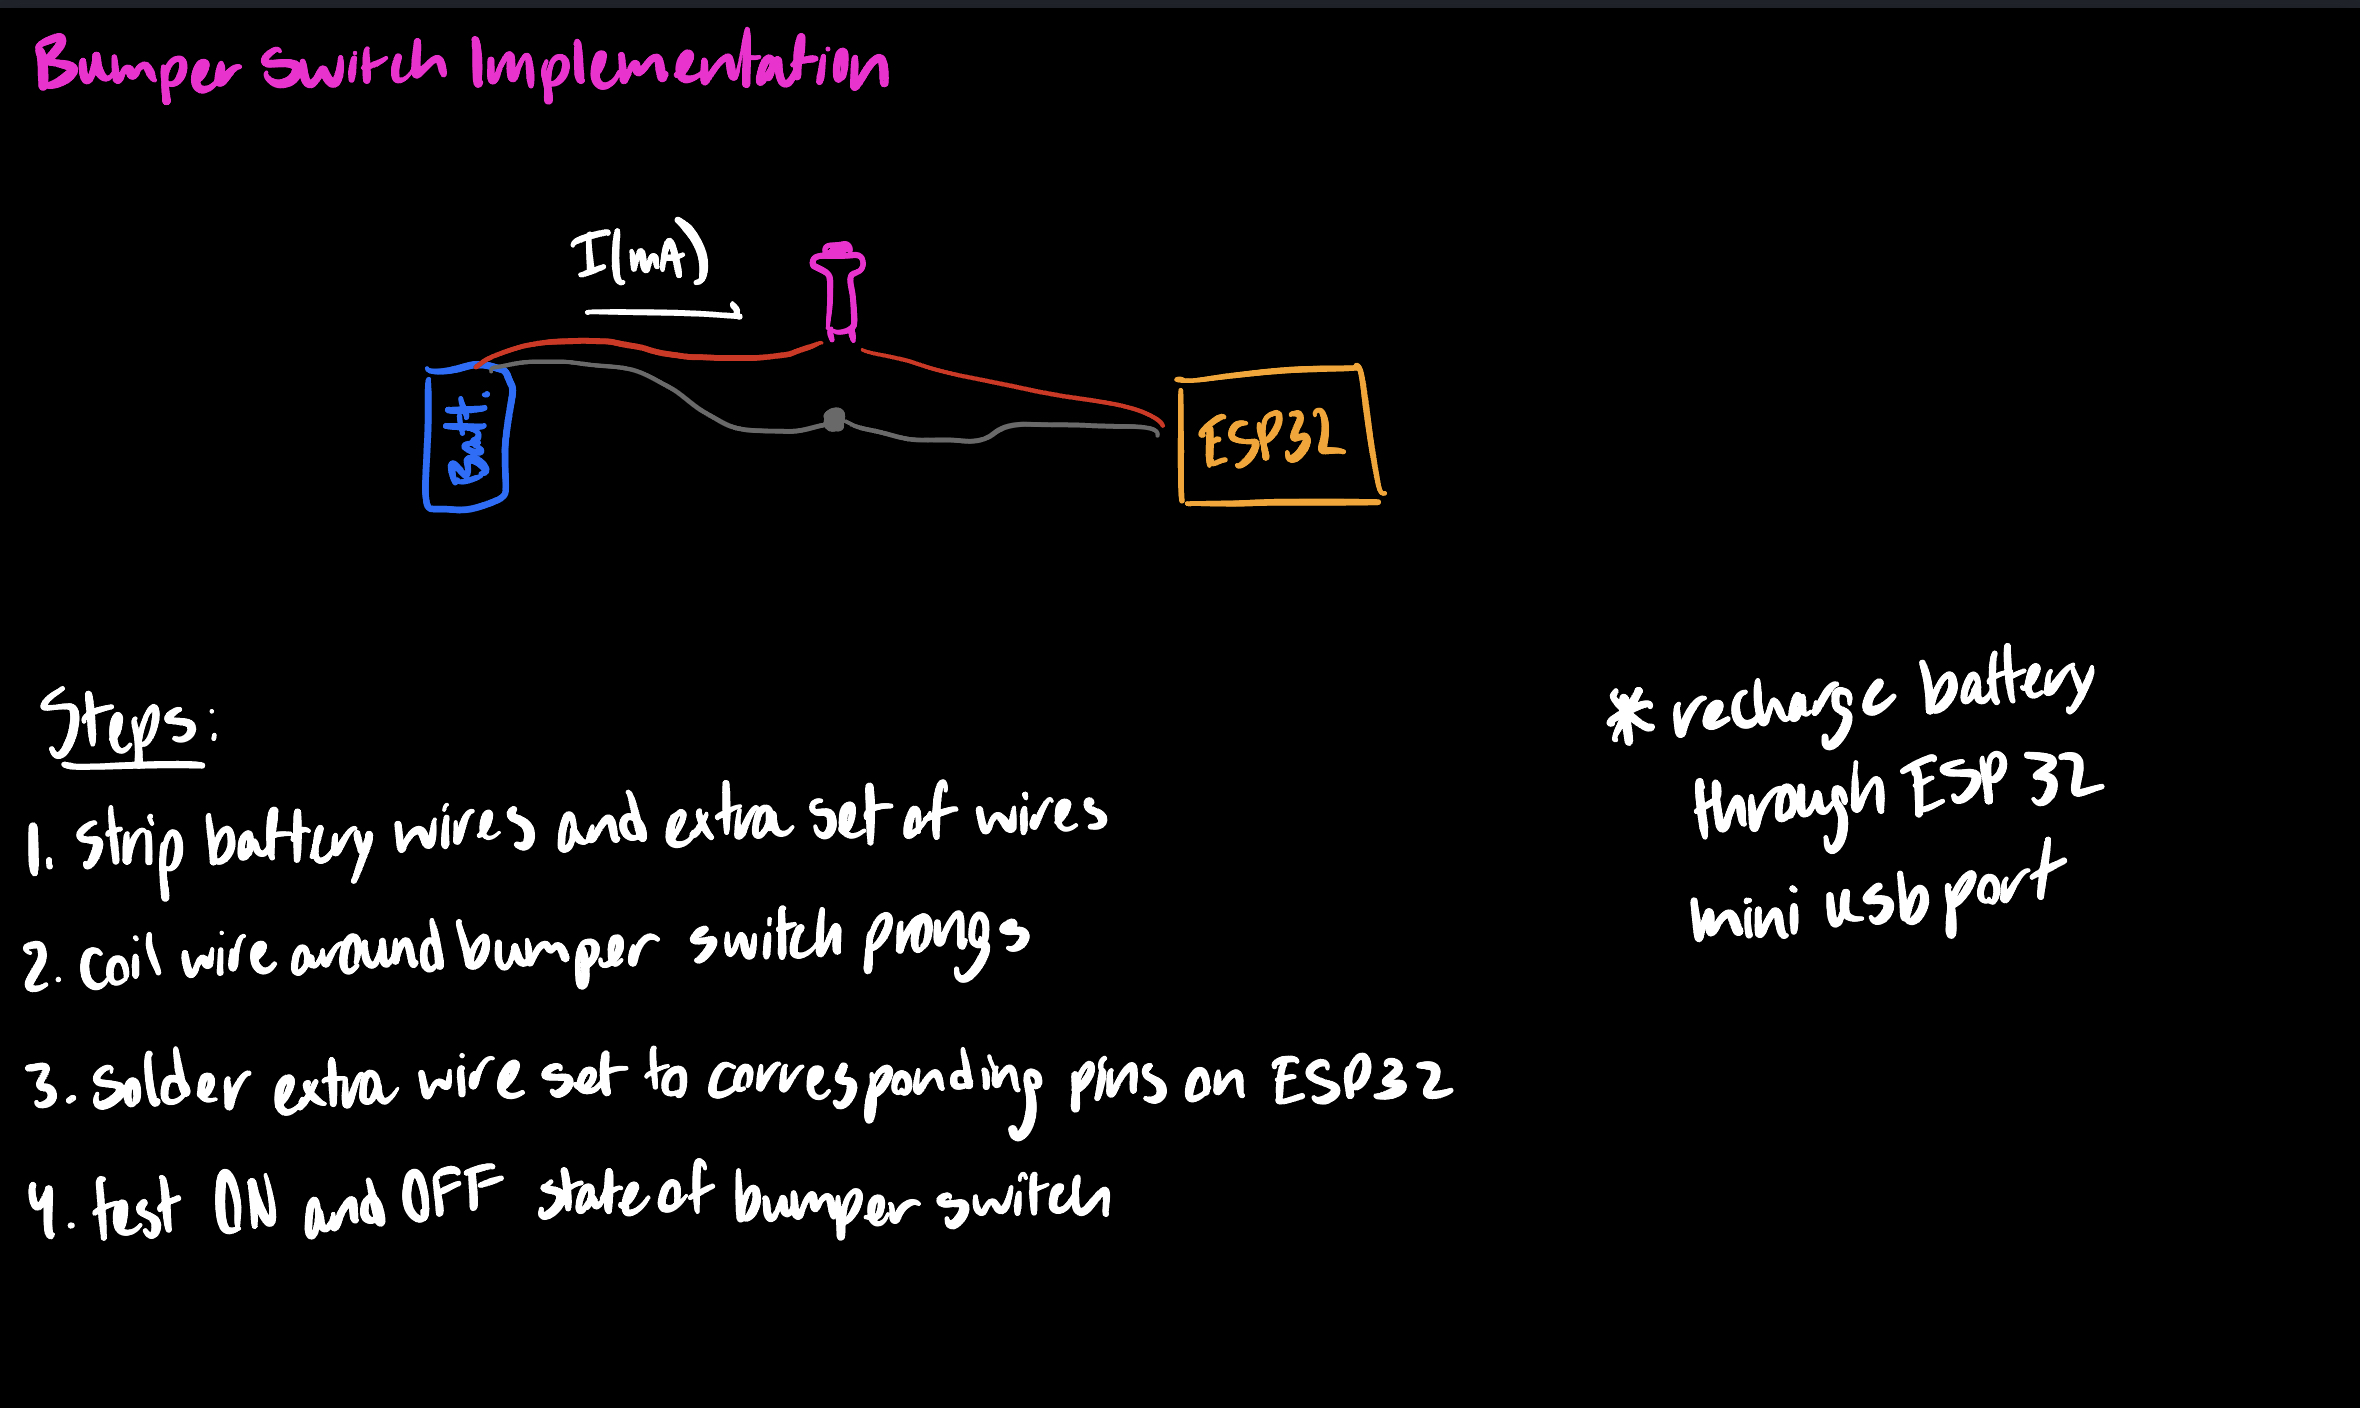 Bumper Switch Implementation
I(mA)
Batt.
ESP32
Steps:
1. strip battery wires and extra set of wires
2. coil wire around bumper switch prongs
3. solder extra wire set to corresponding pins on ESP32
4. test ON and OFF state of bumper switch
* recharge battery
through ESP 32
mini usb port